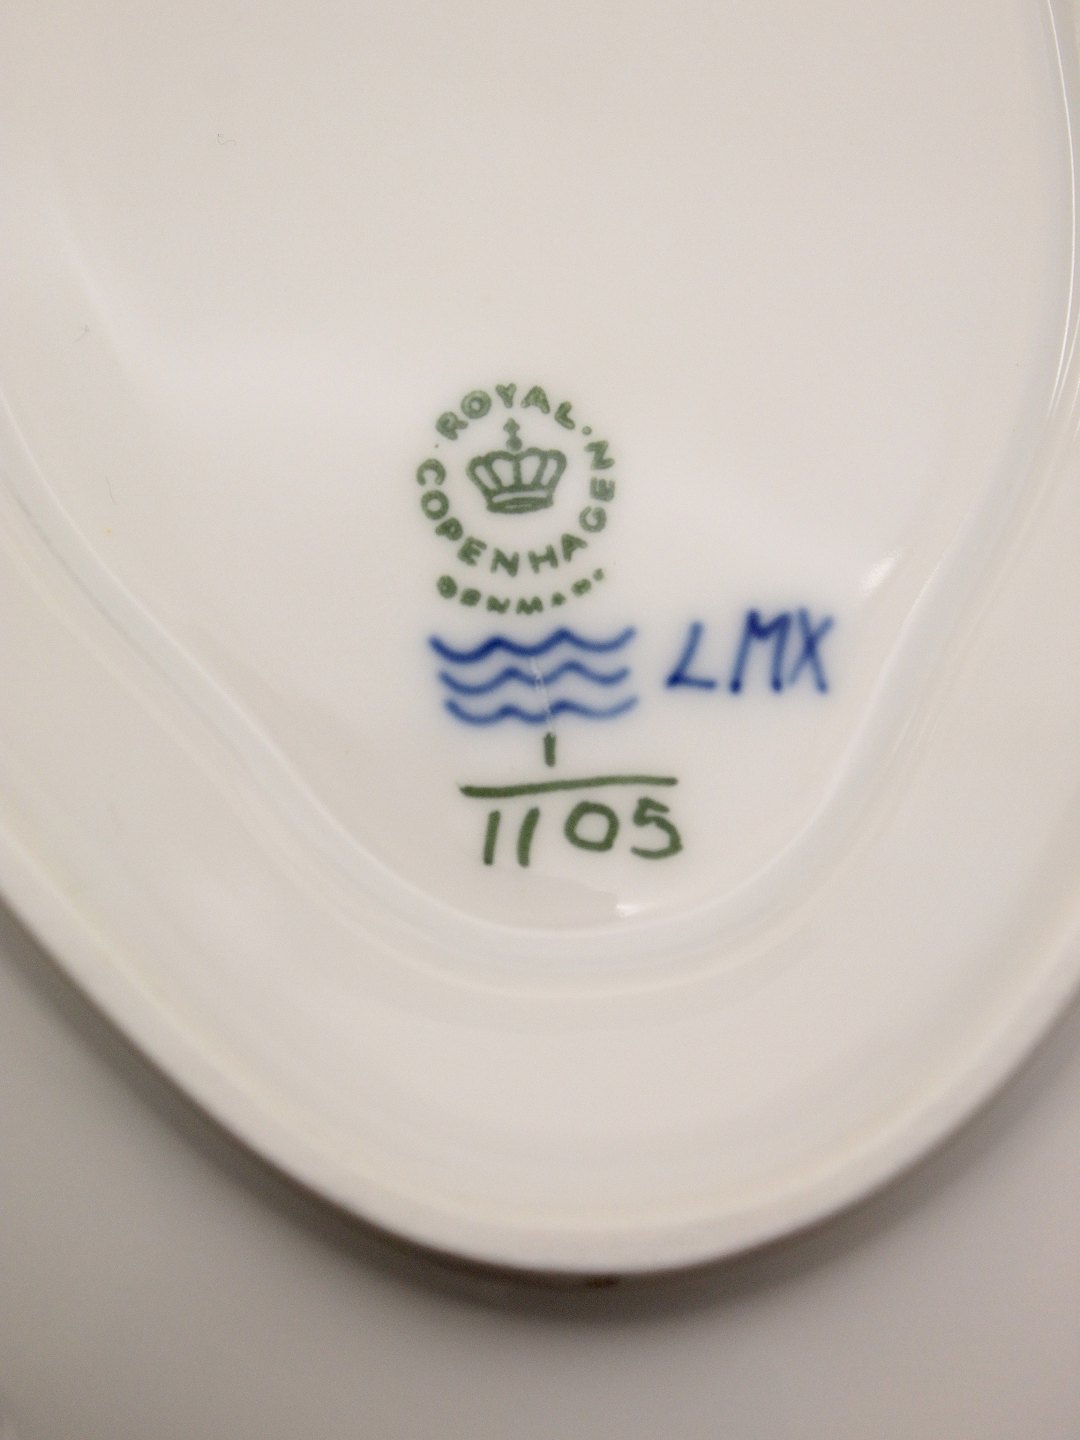 ROYAL · COPENHAGEN ·
DENMARK
LMX
1
1105